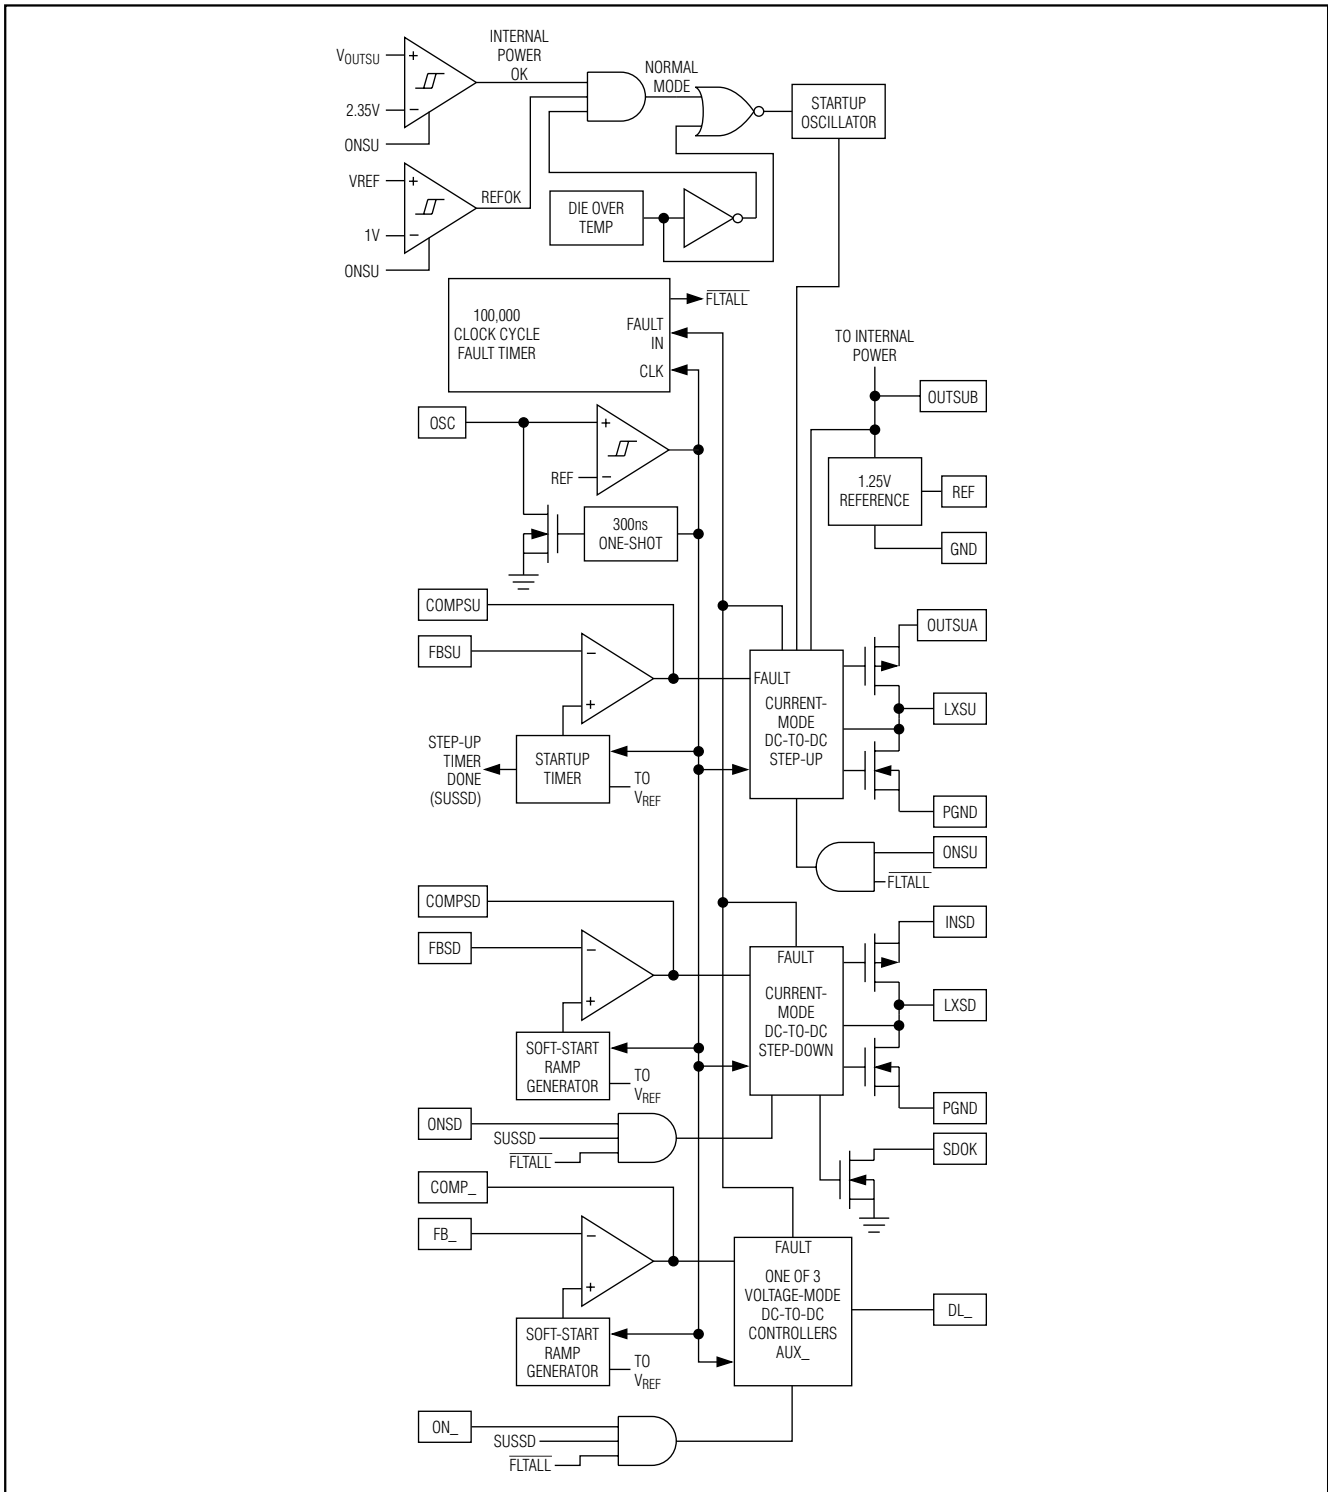 VOUTSU
+
INTERNAL
POWER
OK
NORMAL
MODE
2.35V
−
ONSU
STARTUP
OSCILLATOR
VREF
+
REFOK
1V
−
ONSU
DIE OVER
TEMP
100,000
CLOCK CYCLE
FAULT TIMER
FLTALL
FAULT
IN
CLK
TO INTERNAL
POWER
OUTSUB
OSC
+
REF
−
1.25V
REFERENCE
REF
300ns
ONE-SHOT
GND
COMPSU
FBSU
−
+
OUTSUA
FAULT
CURRENT-
MODE
DC-TO-DC
STEP-UP
LXSU
STEP-UP
TIMER
DONE
(SUSSD)
STARTUP
TIMER
TO
VREF
PGND
ONSU
FLTALL
COMPSD
FBSD
−
+
INSD
FAULT
CURRENT-
MODE
DC-TO-DC
STEP-DOWN
LXSD
SOFT-START
RAMP
GENERATOR
TO
VREF
PGND
ONSD
SUSSD
FLTALL
SDOK
COMP_
FB_
−
+
FAULT
ONE OF 3
VOLTAGE-MODE
DC-TO-DC
CONTROLLERS
AUX_
DL_
SOFT-START
RAMP
GENERATOR
TO
VREF
ON_
SUSSD
FLTALL